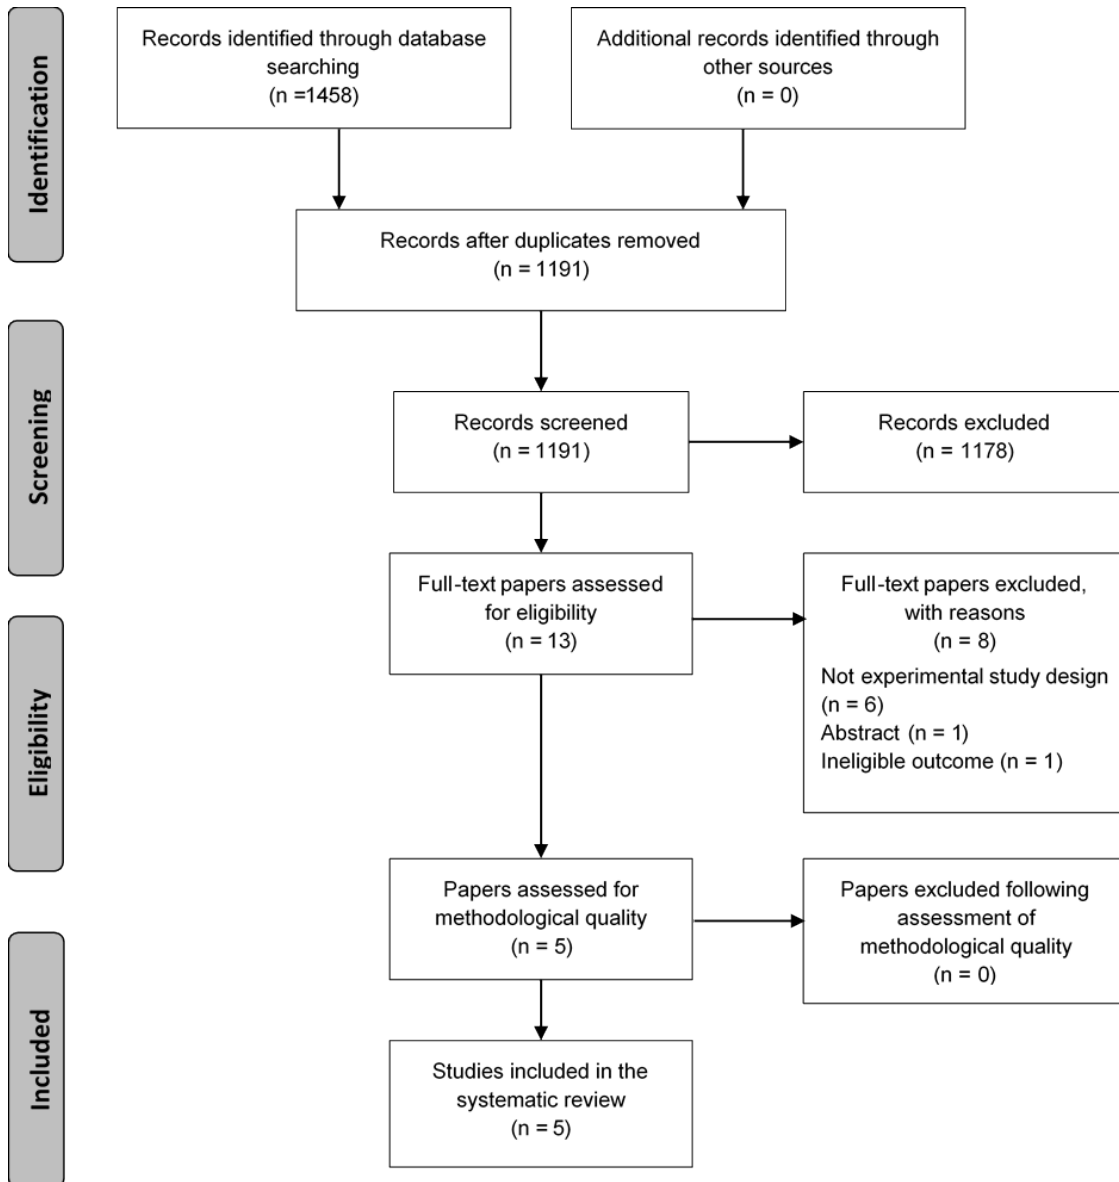 Identification
Records identified through database
searching
(n =1458)
Additional records identified through
other sources
(n = 0)
Records after duplicates removed
(n = 1191)
Screening
Records screened
(n = 1191)
Records excluded
(n = 1178)
Full-text papers assessed
for eligibility
(n = 13)
Full-text papers excluded,
with reasons
(n = 8)
Not experimental study design
(n = 6)
Abstract (n = 1)
Ineligible outcome (n = 1)
Eligibility
Papers assessed for
methodological quality
(n = 5)
Papers excluded following
assessment of
methodological quality
(n = 0)
Included
Studies included in the
systematic review
(n = 5)